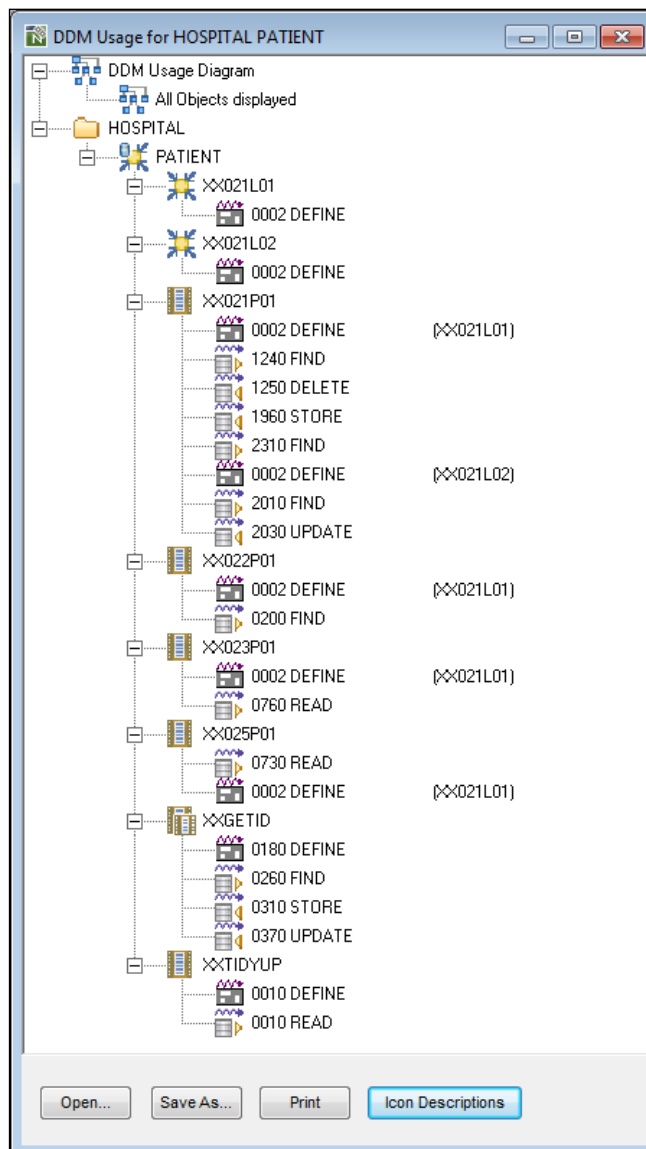 DDM Usage for HOSPITAL PATIENT
DDM Usage Diagram
All Objects displayed
HOSPITAL
PATIENT
XX021L01
0002 DEFINE
XX021L02
0002 DEFINE
XX021P01
0002 DEFINE (XX021L01)
1240 FIND
1250 DELETE
1960 STORE
2310 FIND
0002 DEFINE (XX021L02)
2010 FIND
2030 UPDATE
XX022P01
0002 DEFINE (XX021L01)
0200 FIND
XX023P01
0002 DEFINE (XX021L01)
0760 READ
XX025P01
0730 READ
0002 DEFINE (XX021L01)
XXGETID
0180 DEFINE
0260 FIND
0310 STORE
0370 UPDATE
XXTIDYUP
0010 DEFINE
0010 READ
Open... Save As... Print Icon Descriptions